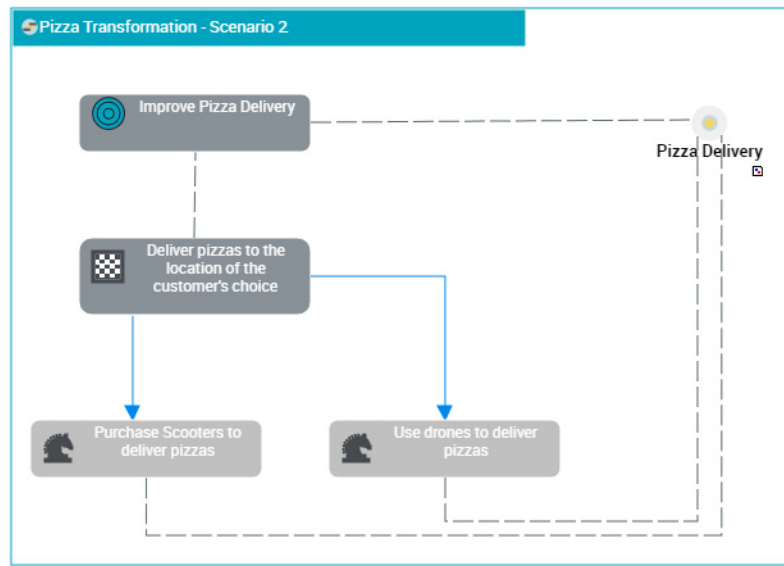 Pizza Transformation - Scenario 2
Improve Pizza Delivery
Pizza Delivery
Deliver pizzas to the
location of the
customer's choice
Purchase Scooters to
deliver pizzas
Use drones to deliver
pizzas